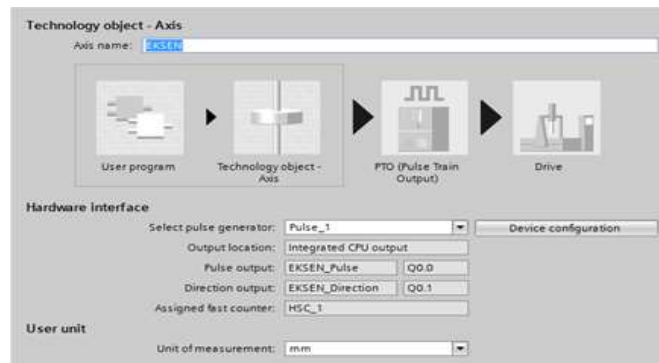 Technology object - Axis
Axis name: EKSEN
User program
Technology object -
Axis
PTO (Pulse Train
Output)
Drive
Hardware interface
Select pulse generator: Pulse_1 Device configuration
Output location: Integrated CPU output
Pulse output: EKSEN_Pulse Q0.0
Direction output: EKSEN_Direction Q0.1
Assigned fast counter: HSC_1
User unit
Unit of measurement: mm